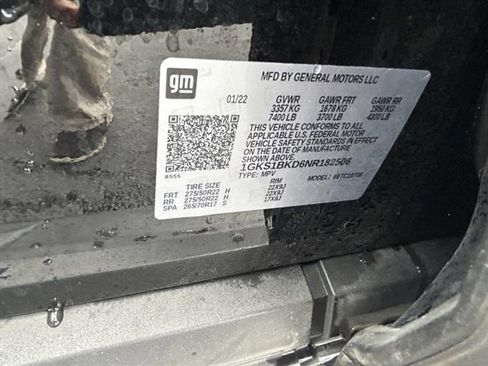 gm
MFD BY GENERAL MOTORS LLC
01/22 GVWR GAWR FRT GAWR RR
3357 KG 1678 KG 1950 KG
7400 LB 3700 LB 4300 LB
THIS VEHICLE CONFORMS TO ALL
APPLICABLE U.S. FEDERAL MOTOR
VEHICLE SAFETY STANDARDS IN EFFECT
ON THE DATE OF MANUFACTURE SHOWN ABOVE.
1GKS1BKD6NR182506
TYPE: MPV MODEL:
8555
TIRE SIZE RIM
FRT 275/50R22 H 22X9J
RR 275/50R22 H 22X9J
SPA 265/70R17 S 17X8J